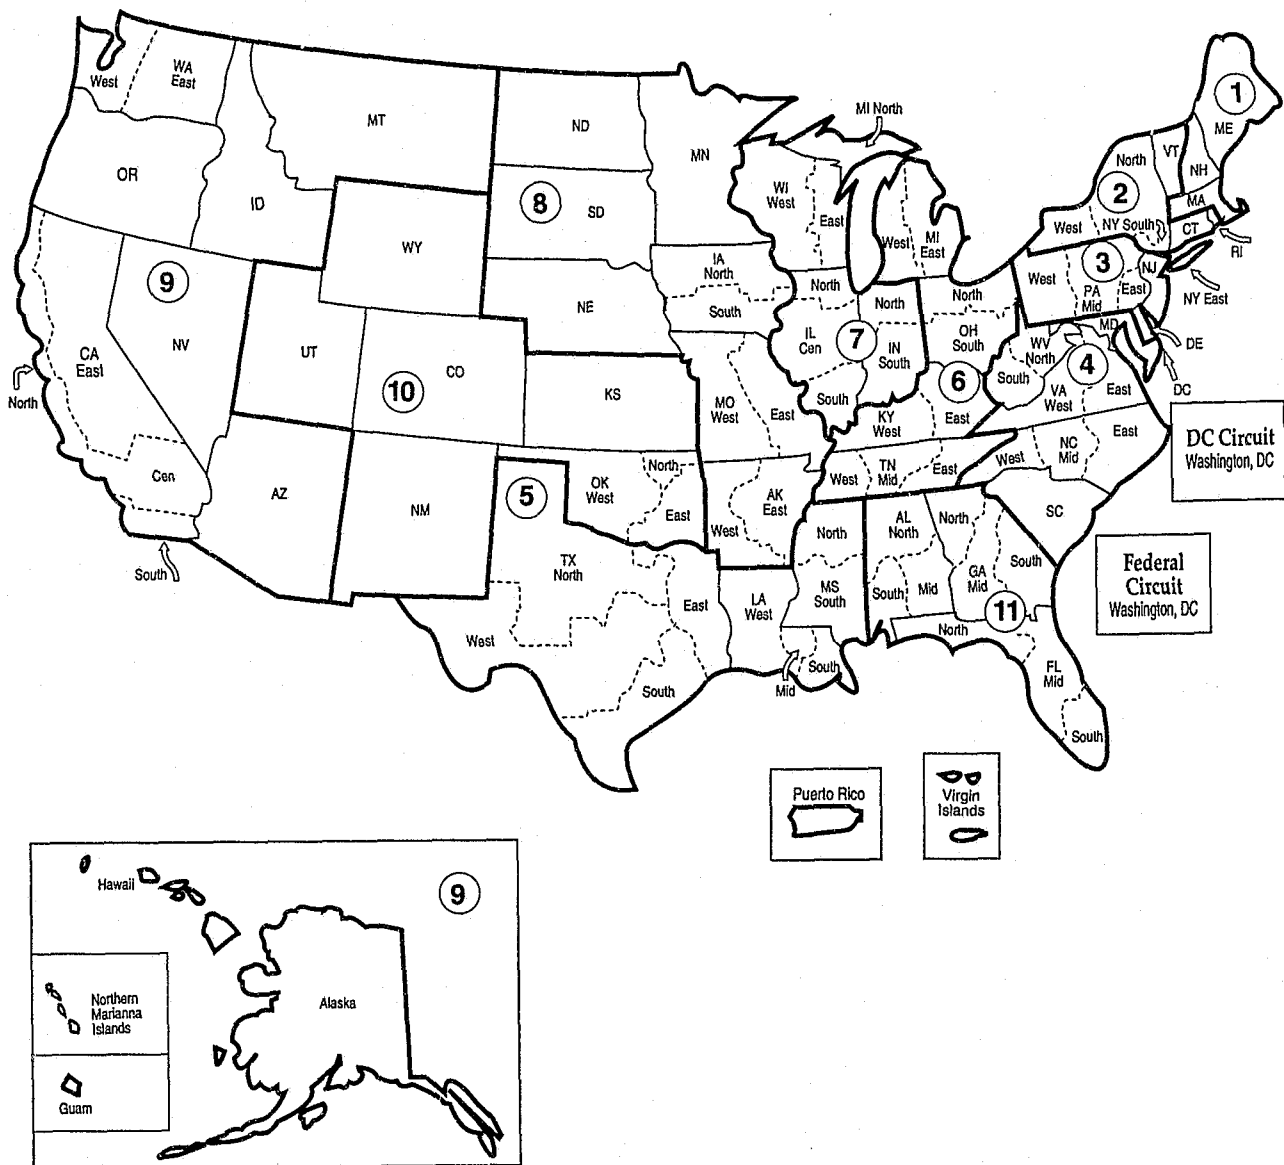 1
MI North
WA
East
West
ME
MT
ND
MN
North
VT
OR
NH
WI
West
2
ID
8
SD
MA
East
West
NY South
CT
WY
West
MI
East
RI
IA
North
3
9
West
NJ
North
North
North
PA
Mid
East
NY East
NE
South
MD
IL
Cen
7
OH
South
DE
NV
UT
CA
East
IN
South
WV
North
4
CO
6
South
DC
10
KS
North
South
VA
West
East
MO
West
East
KY
West
East
East
DC Circuit
Washington, DC
NC
Mid
West
North
TN
Mid
East
Cen
West
AZ
5
OK
West
AK
East
NM
East
North
SC
AL
North
West
North
South
TX
North
Federal
Circuit
Washington, DC
South
GA
Mid
MS
South
South
Mid
East
LA
West
11
North
West
South
FL
Mid
South
Mid
South
Puerto Rico
Virgin
Islands
Hawaii
9
Northern
Marianna
Islands
Alaska
Guam